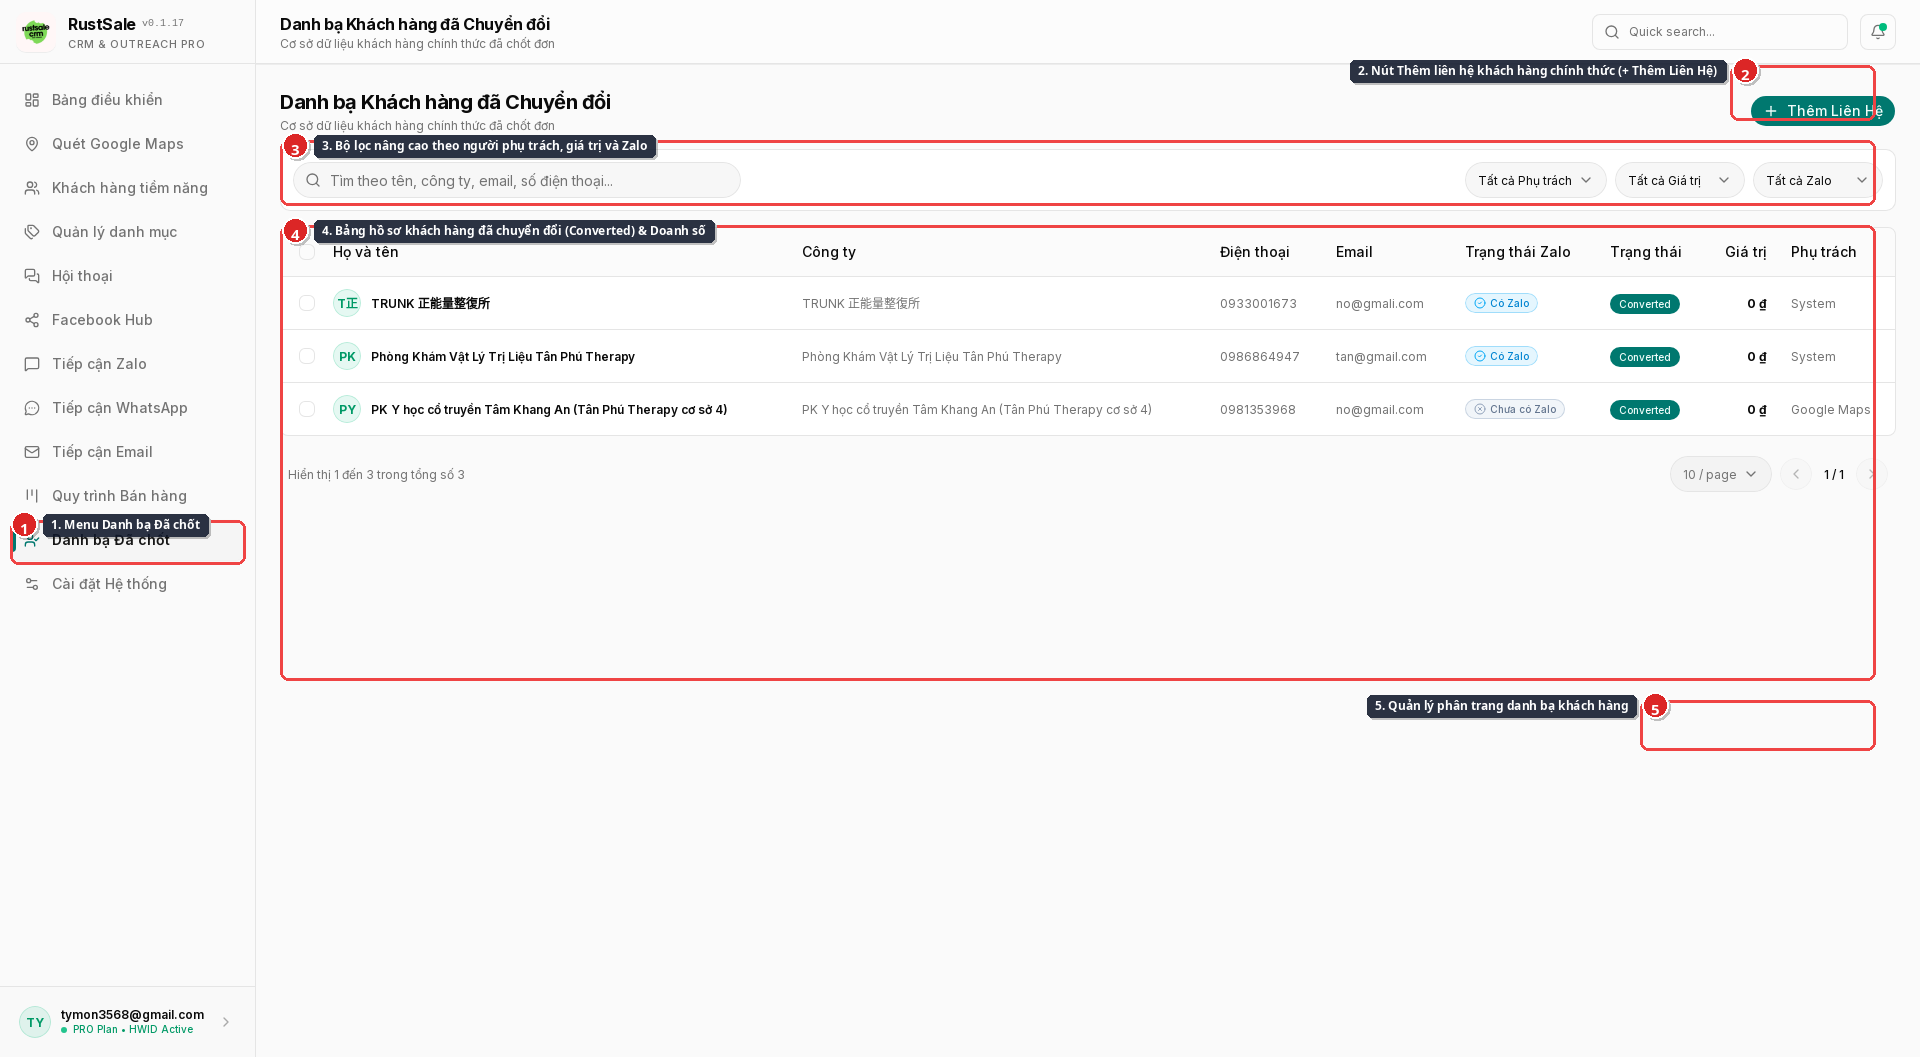 RustSale v0.1.17
CRM & OUTREACH PRO
Bảng điều khiển
Quét Google Maps
Khách hàng tiềm năng
Quản lý danh mục
Hội thoại
Facebook Hub
Tiếp cận Zalo
Tiếp cận WhatsApp
Tiếp cận Email
Quy trình Bán hàng
1
1. Menu Danh bạ Đã chốt
Danh bạ Đã chốt
Cài đặt Hệ thống
TY
tymon3568@gmail.com
PRO Plan • HWID Active
Danh bạ Khách hàng đã Chuyển đổi
Cơ sở dữ liệu khách hàng chính thức đã chốt đơn
Quick search...
2. Nút Thêm liên hệ khách hàng chính thức (+ Thêm Liên Hệ)
2
Danh bạ Khách hàng đã Chuyển đổi
Cơ sở dữ liệu khách hàng chính thức đã chốt đơn
+ Thêm Liên Hệ
3
3. Bộ lọc nâng cao theo người phụ trách, giá trị và Zalo
Tìm theo tên, công ty, email, số điện thoại...
Tất cả Phụ trách
Tất cả Giá trị
Tất cả Zalo
4
4. Bảng hồ sơ khách hàng đã chuyển đổi (Converted) & Doanh số
Họ và tên Công ty Điện thoại Email Trạng thái Zalo Trạng thái Giá trị Phụ trách
T正 TRUNK 正能量整復所 TRUNK 正能量整復所 0933001673 no@gmali.com Có Zalo Converted 0 ₫ System
PK Phòng Khám Vật Lý Trị Liệu Tân Phú Therapy Phòng Khám Vật Lý Trị Liệu Tân Phú Therapy 0986864947 tan@gmail.com Có Zalo Converted 0 ₫ System
PY PK Y học cổ truyền Tâm Khang An (Tân Phú Therapy cơ sở 4) PK Y học cổ truyền Tâm Khang An (Tân Phú Therapy cơ sở 4) 0981353968 no@gmail.com Chưa có Zalo Converted 0 ₫ Google Maps
Hiển thị 1 đến 3 trong tổng số 3
10 / page
1 / 1
5. Quản lý phân trang danh bạ khách hàng
5